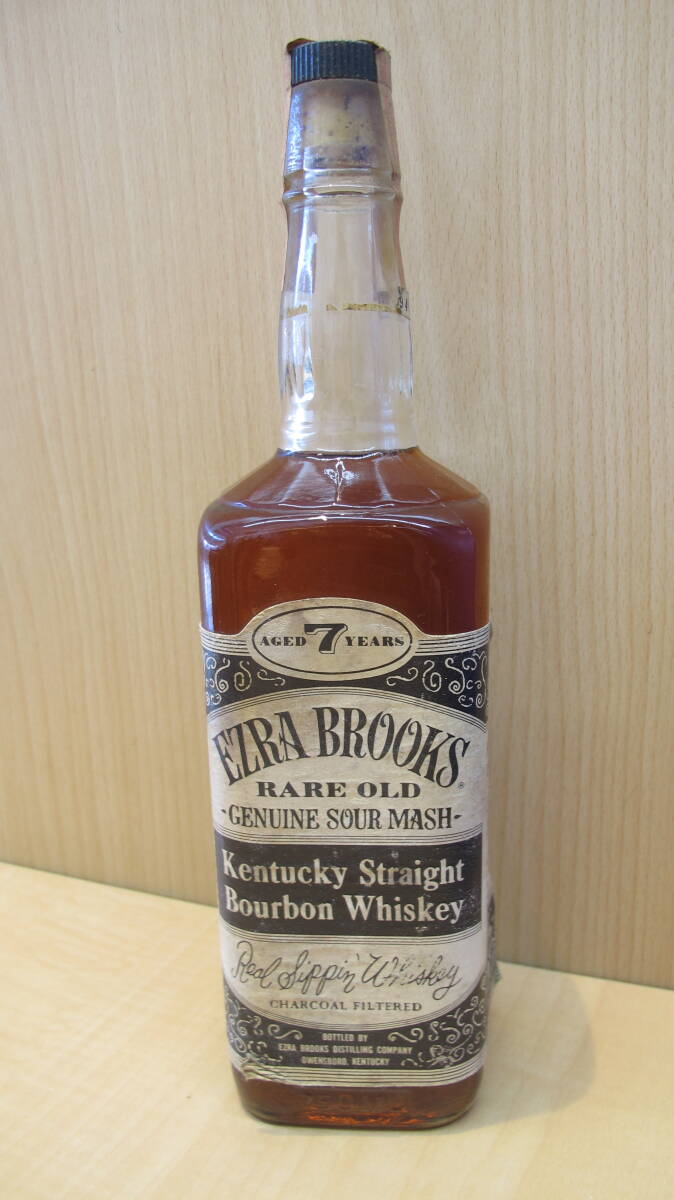 AGED 7 YEARS
EZRA BROOKS®
RARE OLD
-GENUINE SOUR MASH-
Kentucky Straight
Bourbon Whiskey
Real Sippin' Whiskey
CHARCOAL FILTERED
BOTTLED BY
EZRA BROOKS DISTILLING COMPANY
OWENSBORO, KENTUCKY